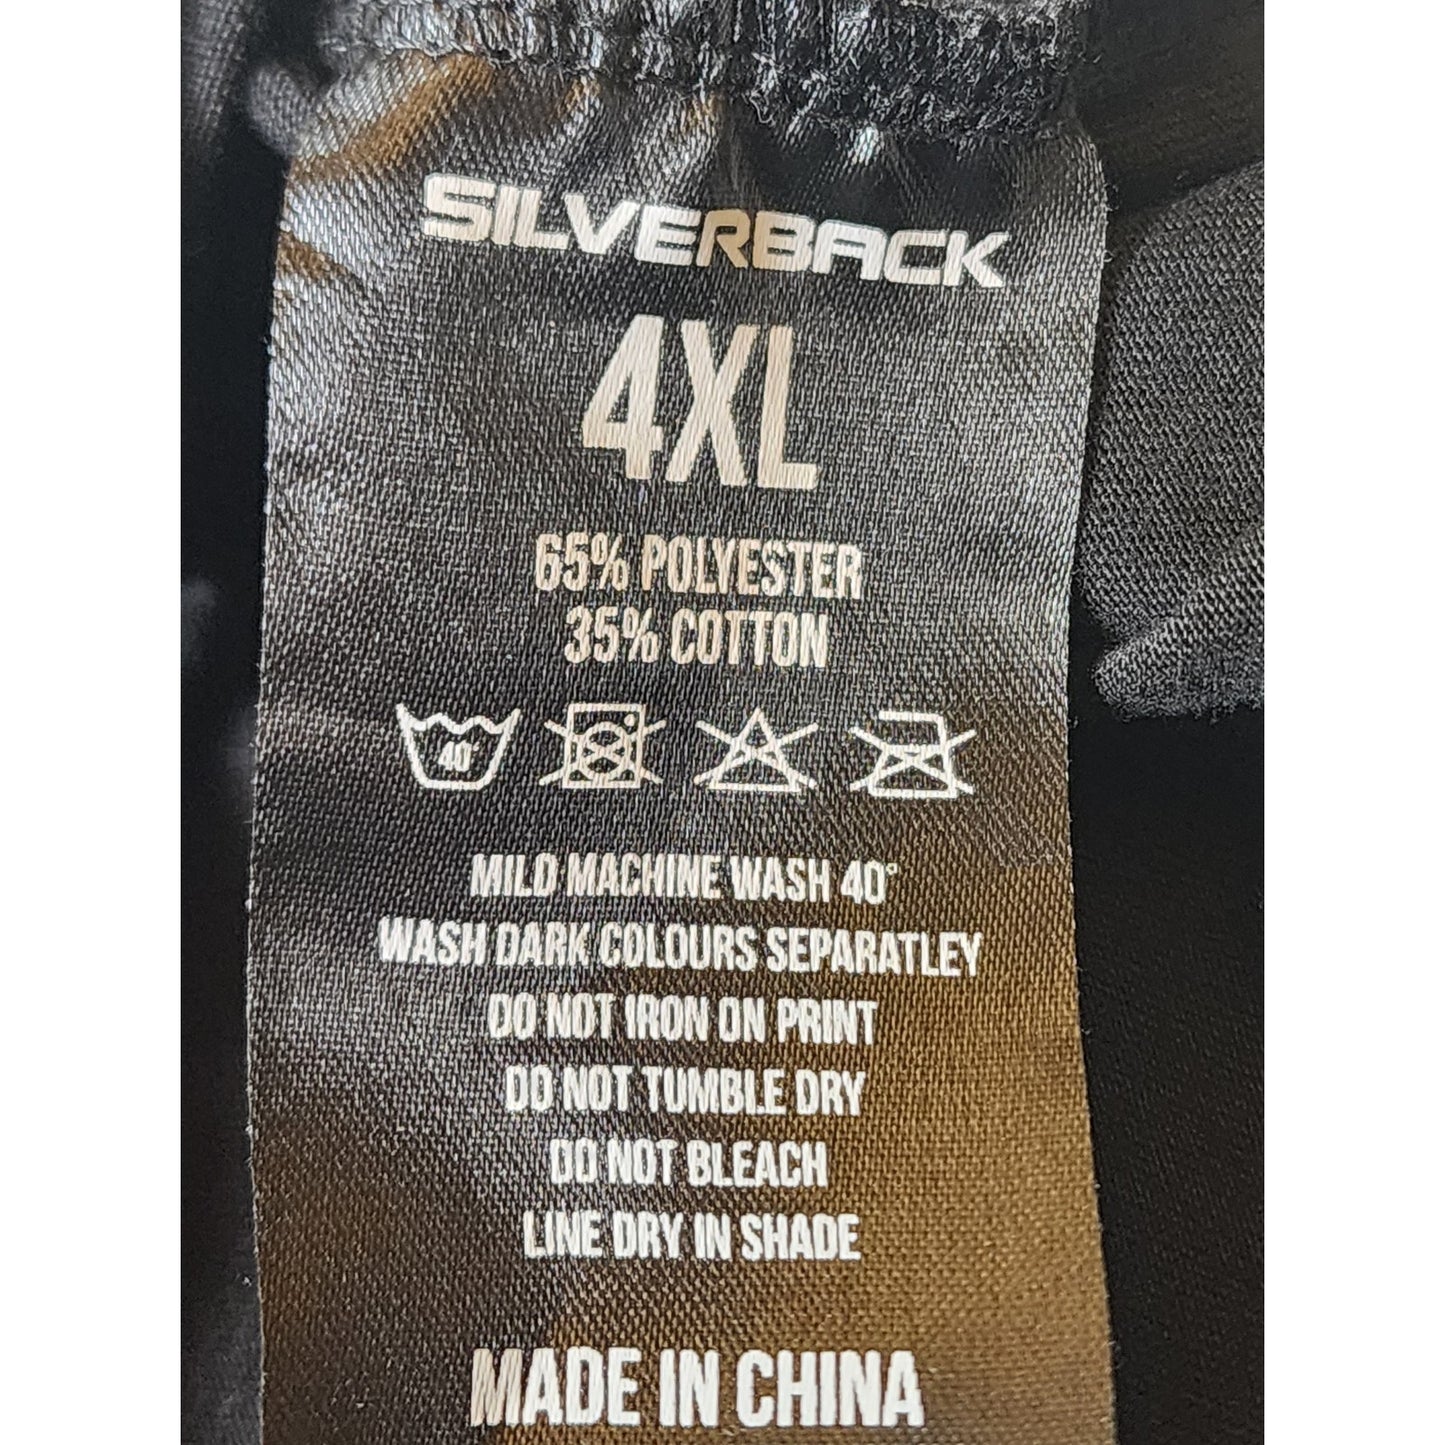 SILVERBACK
4XL
65% POLYESTER
35% COTTON
40°
MILD MACHINE WASH 40°
WASH DARK COLOURS SEPARATLEY
DO NOT IRON ON PRINT
DO NOT TUMBLE DRY
DO NOT BLEACH
LINE DRY IN SHADE
MADE IN CHINA